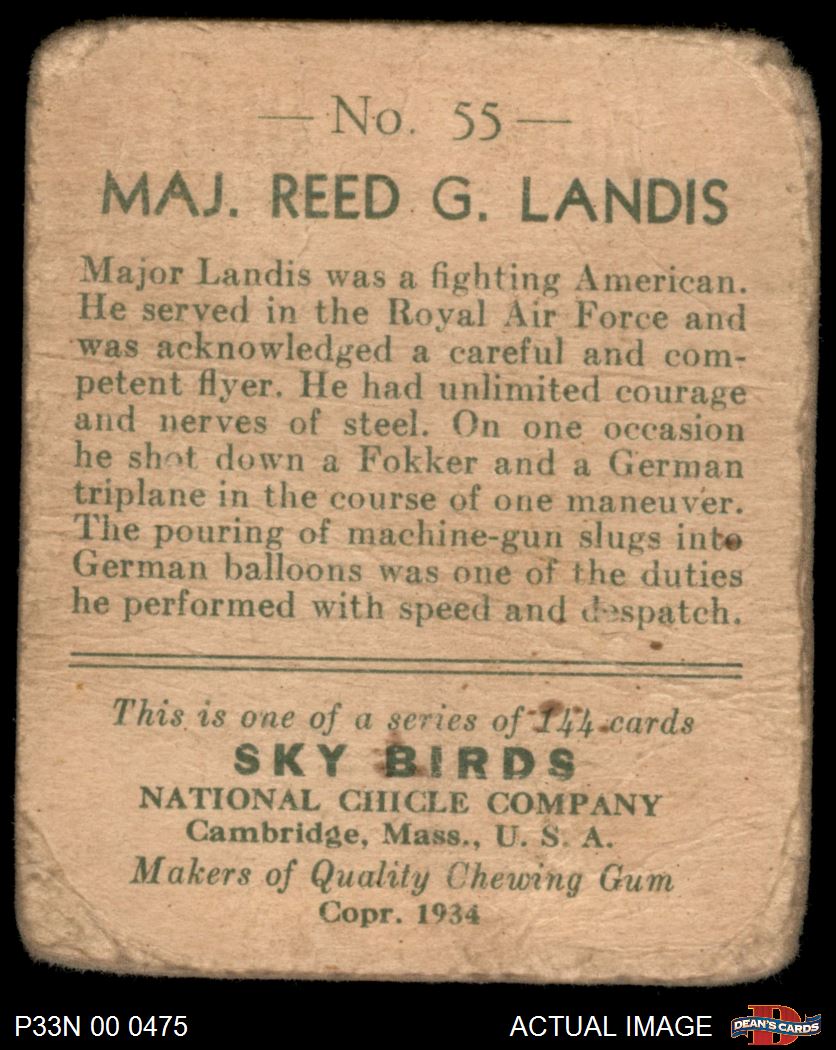 — No. 55 —
MAJ. REED G. LANDIS
Major Landis was a fighting American.
He served in the Royal Air Force and
was acknowledged a careful and com-
petent flyer. He had unlimited courage
and nerves of steel. On one occasion
he shot down a Fokker and a German
triplane in the course of one maneuver.
The pouring of machine-gun slugs into
German balloons was one of the duties
he performed with speed and despatch.
This is one of a series of 144 cards
SKY BIRDS
NATIONAL CHICLE COMPANY
Cambridge, Mass., U. S. A.
Makers of Quality Chewing Gum
Copr. 1934
P33N 00 0475
ACTUAL IMAGE
D
DEAN'S CARDS